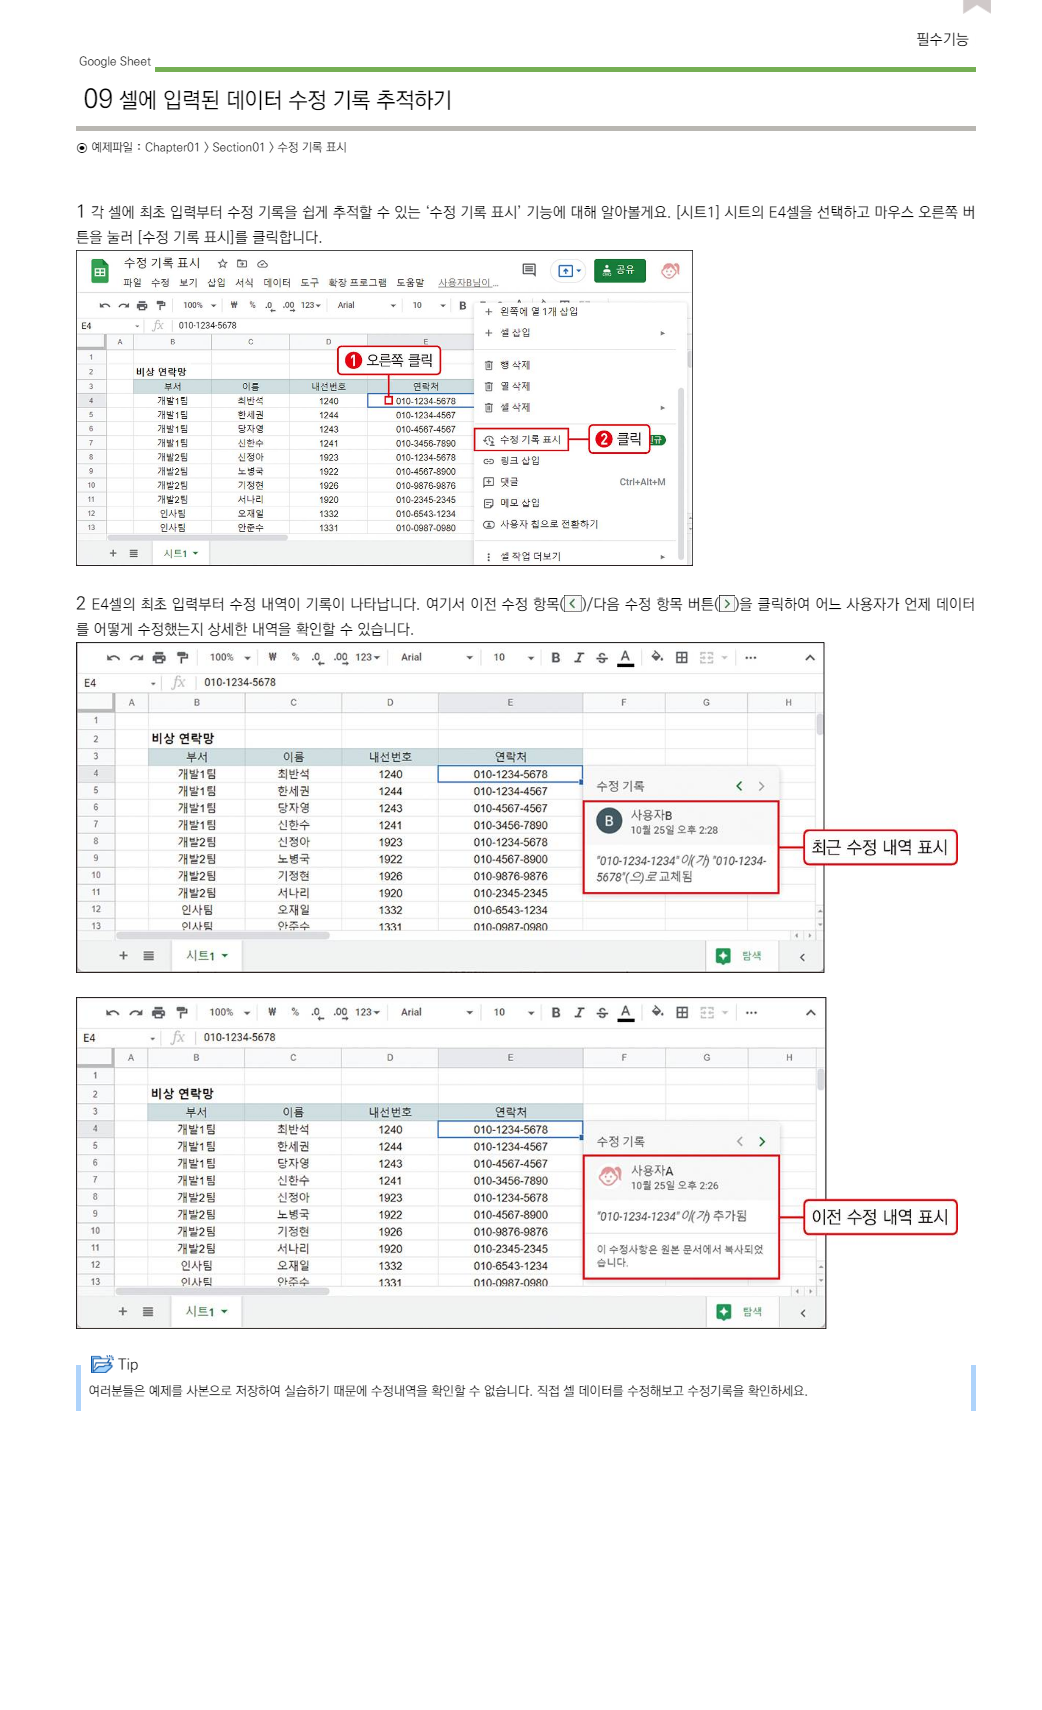 필수기능
Google Sheet
09 셀에 입력된 데이터 수정 기록 추적하기
예제파일 : Chapter01 > Section01 > 수정 기록 표시
1 각 셀에 최초 입력부터 수정 기록을 쉽게 추적할 수 있는 ‘수정 기록 표시’ 기능에 대해 알아볼게요. [시트1] 시트의 E4셀을 선택하고 마우스 오른쪽 버
튼을 눌러 [수정 기록 표시]를 클릭합니다.
수정 기록 표시
공유
파일 수정 보기 삽입 서식 데이터 도구 확장 프로그램 도움말 사용자B님이...
100% ₩ % .0 .00 123 Arial 10 B
왼쪽에 열 1개 삽입
E4 fx 010-1234-5678
셀 삽입
A B C D E
1
1 오른쪽 클릭
행 삭제
2 비상 연락망
3 부서 이름 내선번호 연락처
열 삭제
4 개발1팀 최반석 1240 010-1234-5678
셀 삭제
5 개발1팀 한세권 1244 010-1234-4567
6 개발1팀 당자영 1243 010-4567-4567
7 개발1팀 신한수 1241 010-3456-7890
수정 기록 표시 2 클릭
8 개발2팀 신정아 1923 010-1234-5678
링크 삽입
9 개발2팀 노병국 1922 010-4567-8900
댓글 Ctrl+Alt+M
10 개발2팀 기정현 1926 010-9876-9876
11 개발2팀 서나리 1920 010-2345-2345
메모 삽입
12 인사팀 오재일 1332 010-6543-1234
사용자 칩으로 전환하기
13 인사팀 안준수 1331 010-0987-0980
시트1
셀 작업 더보기
2 E4셀의 최초 입력부터 수정 내역이 기록이 나타납니다. 여기서 이전 수정 항목(<)/다음 수정 항목 버튼(>)을 클릭하여 어느 사용자가 언제 데이터
를 어떻게 수정했는지 상세한 내역을 확인할 수 있습니다.
100% ₩ % .0 .00 123 Arial 10 B I S A ...
E4 fx 010-1234-5678
A B C D E F G H
1
2 비상 연락망
3 부서 이름 내선번호 연락처
4 개발1팀 최반석 1240 010-1234-5678
수정 기록 < >
5 개발1팀 한세권 1244 010-1234-4567
6 개발1팀 당자영 1243 010-4567-4567
B 사용자B
10월 25일 오후 2:28
7 개발1팀 신한수 1241 010-3456-7890
8 개발2팀 신정아 1923 010-1234-5678
최근 수정 내역 표시
9 개발2팀 노병국 1922 010-4567-8900
"010-1234-1234"이(가) "010-1234-
5678"(으)로 교체됨
10 개발2팀 기정현 1926 010-9876-9876
11 개발2팀 서나리 1920 010-2345-2345
12 인사팀 오재일 1332 010-6543-1234
13 인사팀 안준수 1331 010-0987-0980
시트1 탐색
100% ₩ % .0 .00 123 Arial 10 B I S A ...
E4 fx 010-1234-5678
A B C D E F G H
1
2 비상 연락망
3 부서 이름 내선번호 연락처
4 개발1팀 최반석 1240 010-1234-5678
수정 기록 < >
5 개발1팀 한세권 1244 010-1234-4567
6 개발1팀 당자영 1243 010-4567-4567
사용자A
10월 25일 오후 2:26
7 개발1팀 신한수 1241 010-3456-7890
8 개발2팀 신정아 1923 010-1234-5678
9 개발2팀 노병국 1922 010-4567-8900
"010-1234-1234"이(가) 추가됨
이전 수정 내역 표시
10 개발2팀 기정현 1926 010-9876-9876
11 개발2팀 서나리 1920 010-2345-2345
이 수정사항은 원본 문서에서 복사되었
습니다.
12 인사팀 오재일 1332 010-6543-1234
13 인사팀 안준수 1331 010-0987-0980
시트1 탐색
Tip
여러분들은 예제를 사본으로 저장하여 실습하기 때문에 수정내역을 확인할 수 없습니다. 직접 셀 데이터를 수정해보고 수정기록을 확인하세요.